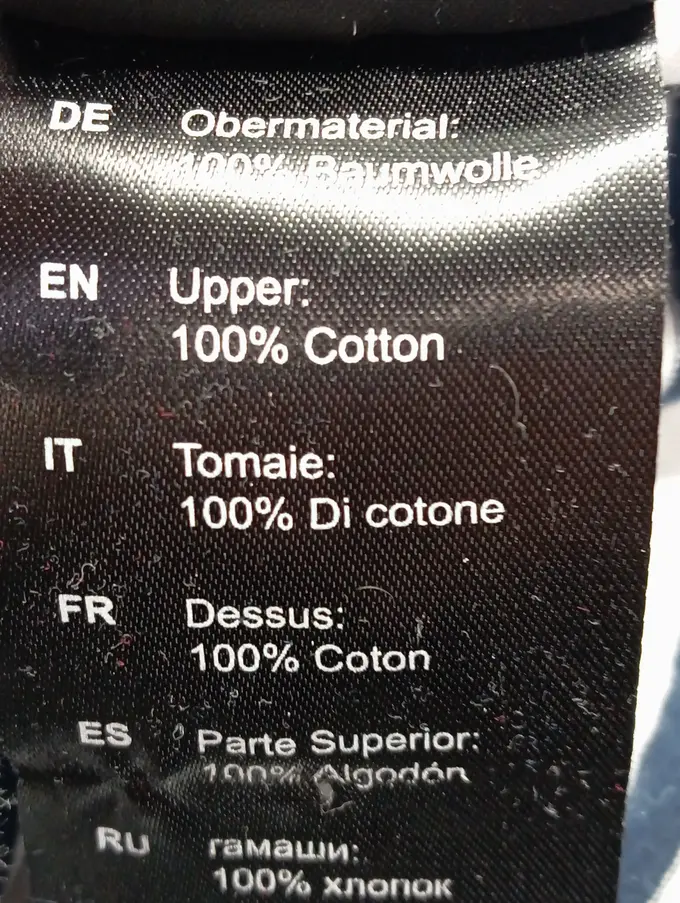 DE Obermaterial:
100% Baumwolle
EN Upper:
100% Cotton
IT Tomaie:
100% Di cotone
FR Dessus:
100% Coton
ES Parte Superior:
100% Algodón
RU гамаши:
100% хлопок